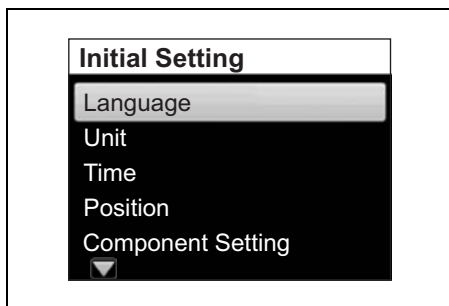 Initial Setting
Language
Unit
Time
Position
Component Setting